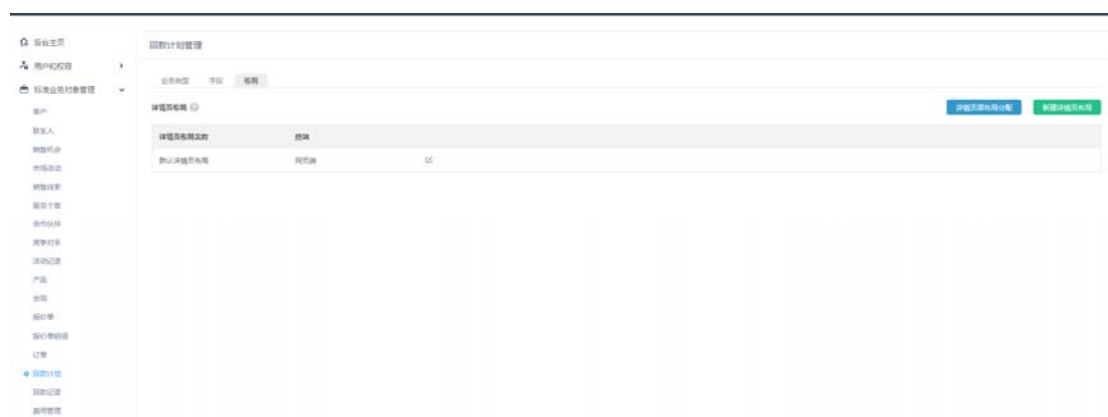 后台主页
用户和权限
标准业务对象管理
客户
联系人
销售机会
市场活动
销售线索
服务个案
合作伙伴
竞争对手
活动记录
产品
合同
报价单
报价单明细
订单
回款计划
回款记录
费用管理
回款计划管理
业务类型 字段 布局
详情页布局
详细页面布局分配 新建详情页布局
详情页布局名称 终端
默认详情页布局 网页端